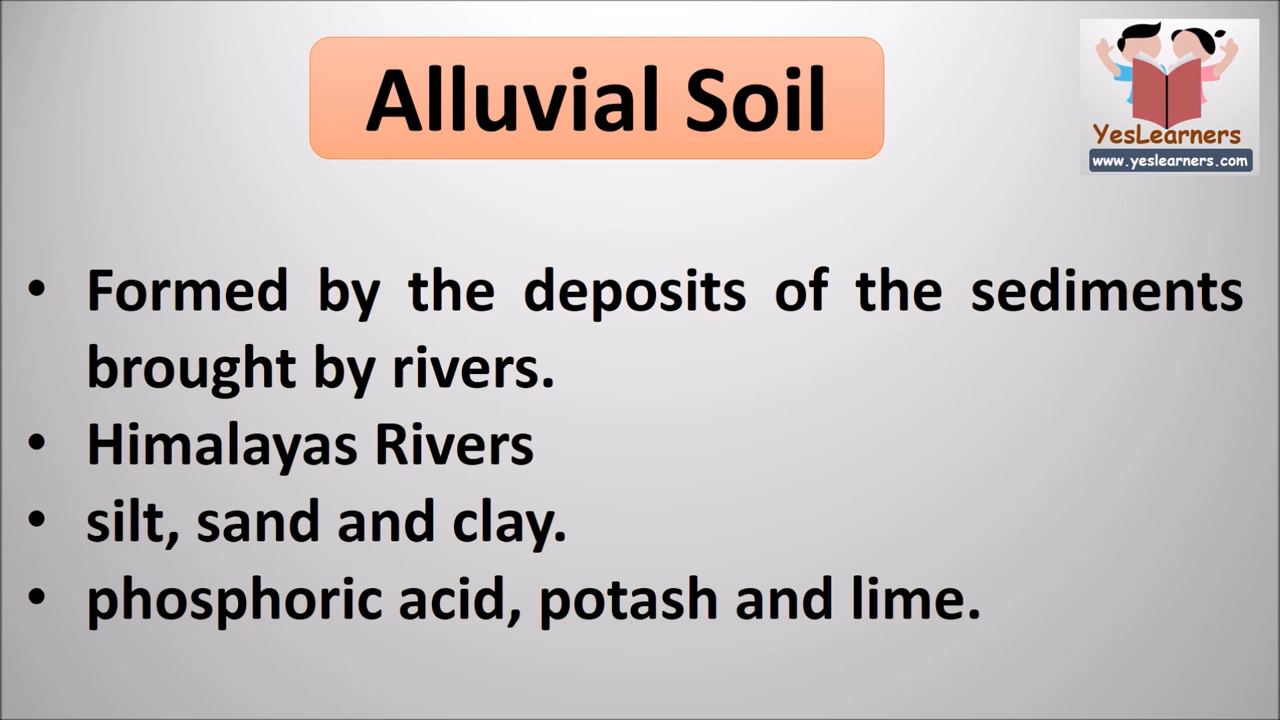 Alluvial Soil
YesLearners
www.yeslearners.com
• Formed by the deposits of the sediments
brought by rivers.
• Himalayas Rivers
• silt, sand and clay.
• phosphoric acid, potash and lime.